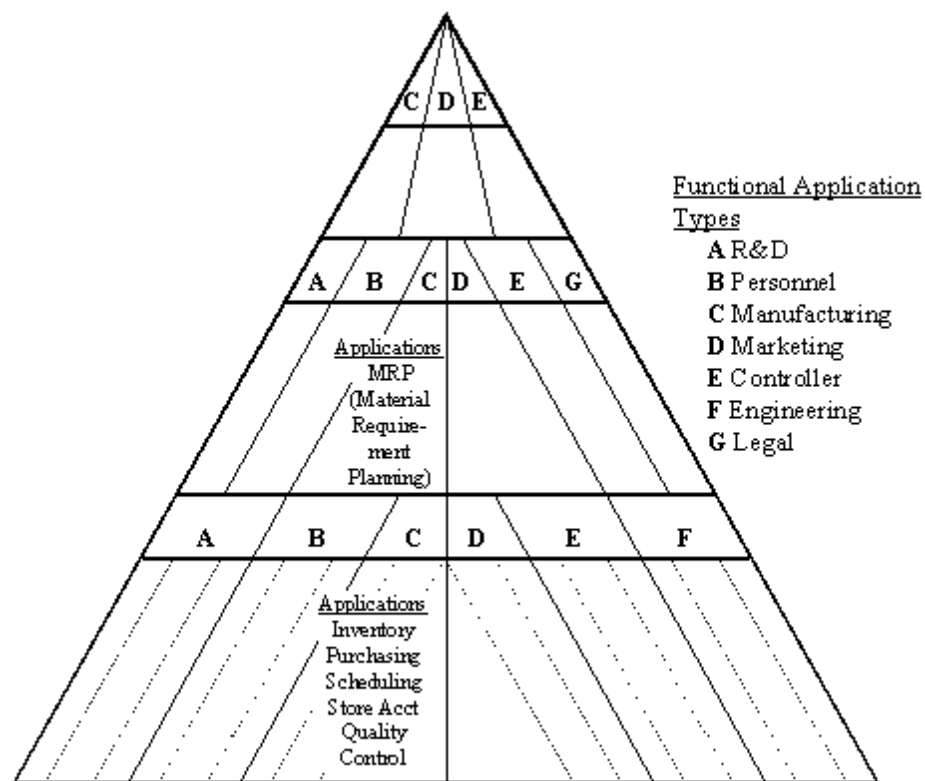 C D E
Functional Application
Types
A R&D
B Personnel
C Manufacturing
D Marketing
E Controller
F Engineering
G Legal
A B C D E G
Applications
MRP
(Material
Require-
ment
Planning)
A B C D E F
Applications
Inventory
Purchasing
Scheduling
Store Acct
Quality
Control